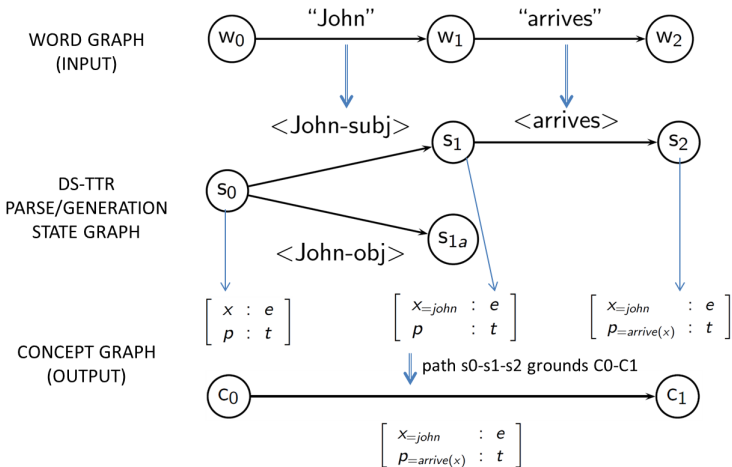 "John" "arrives"
WORD GRAPH
(INPUT)
w0 w1 w2
<John-subj> <arrives>
s1 s2
DS-TTR
PARSE/GENERATION
STATE GRAPH
s0
s1a
<John-obj>
x : e
p : t
x=john : e
p : t
x=john : e
p=arrive(x) : t
CONCEPT GRAPH
(OUTPUT)
path s0-s1-s2 grounds C0-C1
c0 c1
x=john : e
p=arrive(x) : t